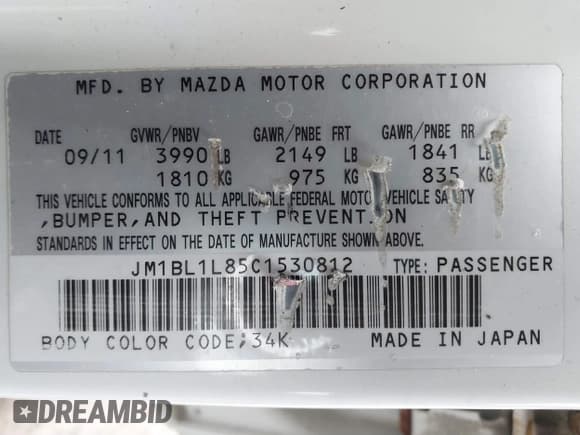 MFD. BY MAZDA MOTOR CORPORATION
DATE GVWR/PNBV GAWR/PNBE FRT GAWR/PNBE RR
09/11 3990 LB 2149 LB 1841 LB
1810 KG 975 KG 835 KG
THIS VEHICLE CONFORMS TO ALL APPLICABLE FEDERAL MOTOR VEHICLE SAFETY
,BUMPER,AND THEFT PREVENTION
STANDARDS IN EFFECT ON THE DATE OF MANUFACTURE SHOWN ABOVE.
JM1BL1L85C1530812 TYPE: PASSENGER
BODY COLOR CODE;34K MADE IN JAPAN
DREAMBID